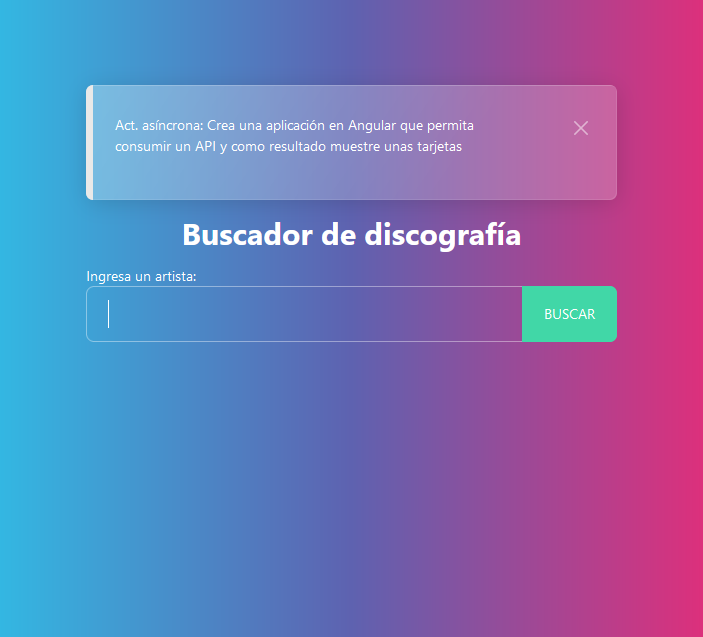 Act. asíncrona: Crea una aplicación en Angular que permita
consumir un API y como resultado muestre unas tarjetas
Buscador de discografía
Ingresa un artista:
BUSCAR